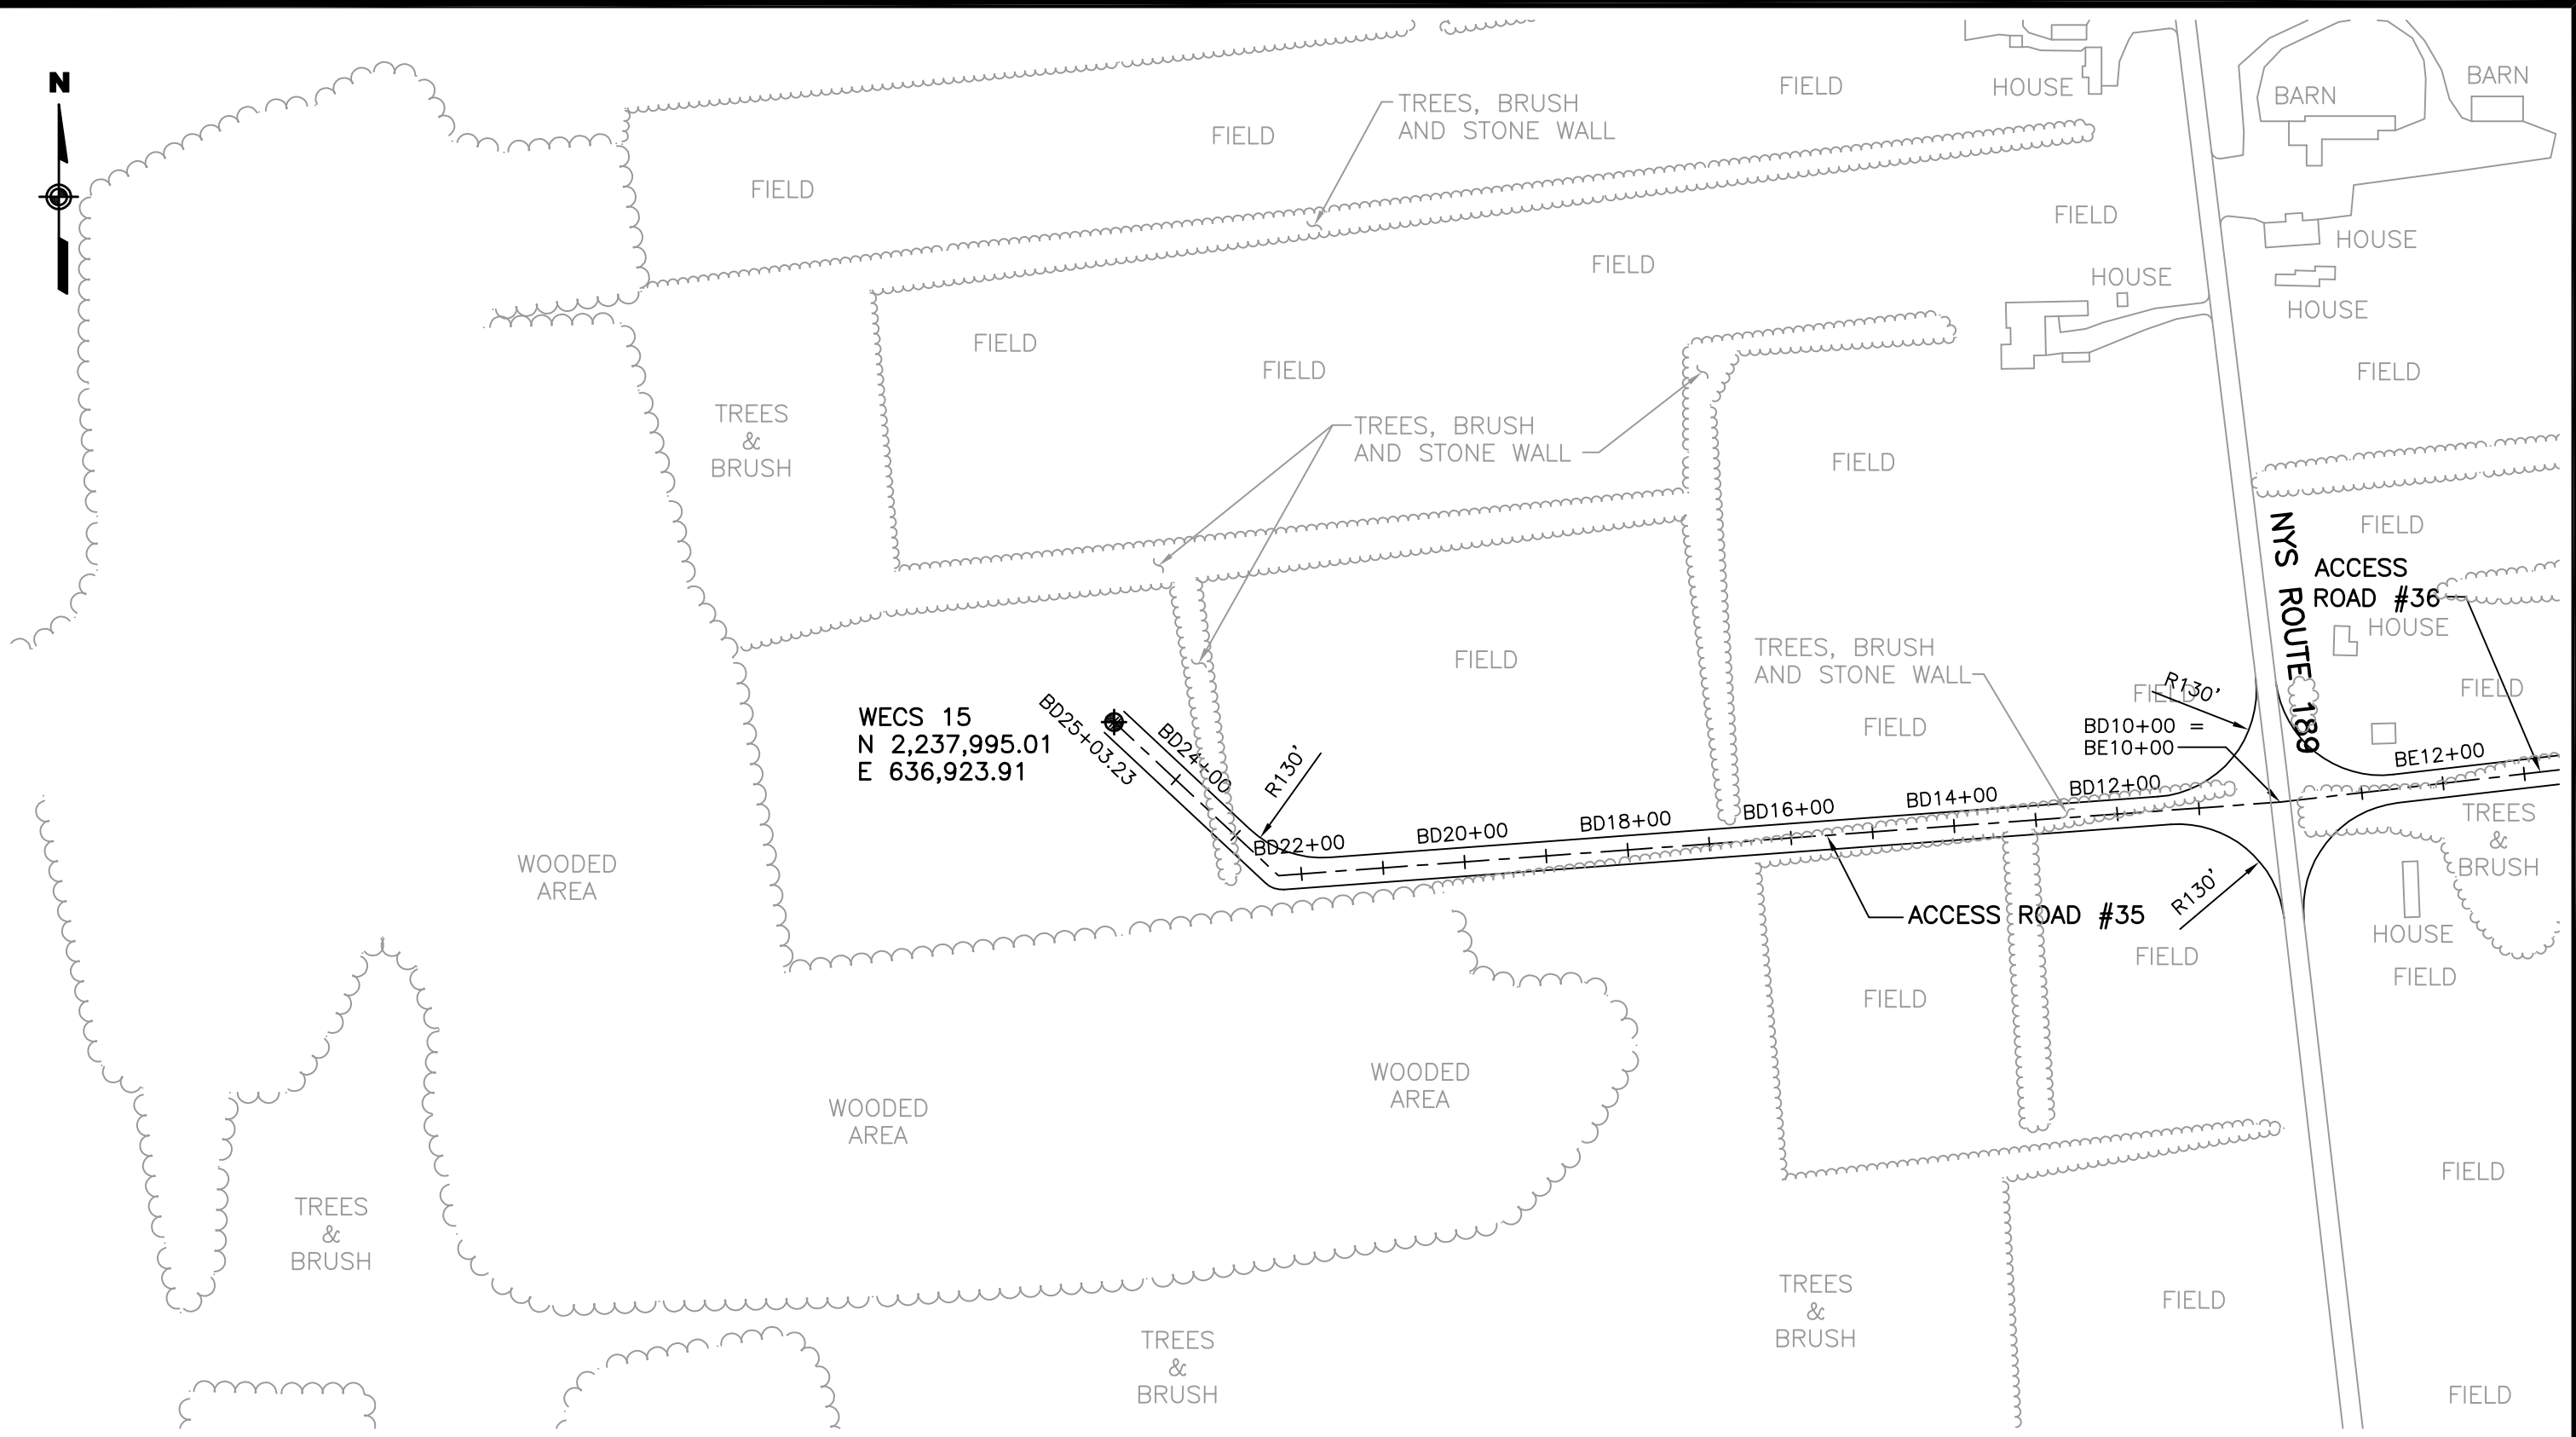 N
BARN
BARN
FIELD
HOUSE
TREES, BRUSH
AND STONE WALL
FIELD
FIELD
FIELD
HOUSE
FIELD
HOUSE
HOUSE
FIELD
FIELD
FIELD
TREES
&
BRUSH
TREES, BRUSH
AND STONE WALL
FIELD
FIELD
NYS ROUTE 189
ACCESS
ROAD #36
HOUSE
FIELD
TREES, BRUSH
AND STONE WALL
FIELD
FIELD
R130'
FIELD
BD10+00 =
BE10+00
WECS 15
N 2,237,995.01
E 636,923.91
BD25+03.23
BD24+00
R130'
BD22+00
BD20+00
BD18+00
BD16+00
BD14+00
BD12+00
BE12+00
TREES
&
BRUSH
WOODED
AREA
ACCESS ROAD #35
R130'
HOUSE
FIELD
FIELD
FIELD
WOODED
AREA
WOODED
AREA
FIELD
TREES
&
BRUSH
TREES
&
BRUSH
FIELD
TREES
&
BRUSH
FIELD